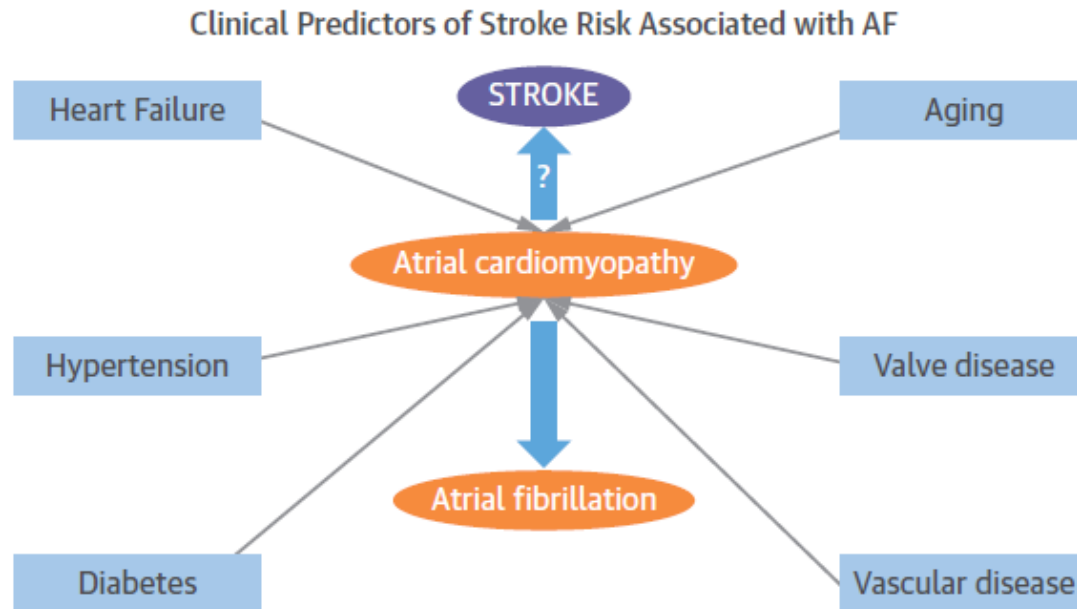 Clinical Predictors of Stroke Risk Associated with AF
Heart Failure
STROKE
Aging
?
Atrial cardiomyopathy
Hypertension
Valve disease
Atrial fibrillation
Diabetes
Vascular disease